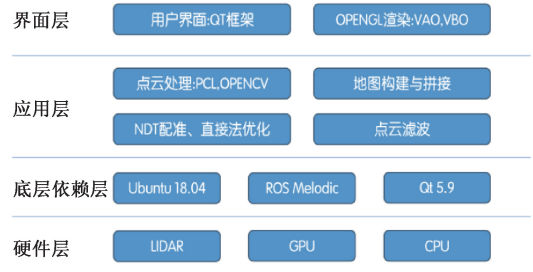 界面层
用户界面:QT框架
OPENGL渲染:VAO,VBO
应用层
点云处理:PCL,OPENCV
地图构建与拼接
NDT配准、直接法优化
点云滤波
底层依赖层
Ubuntu 18.04
ROS Melodic
Qt 5.9
硬件层
LIDAR
GPU
CPU